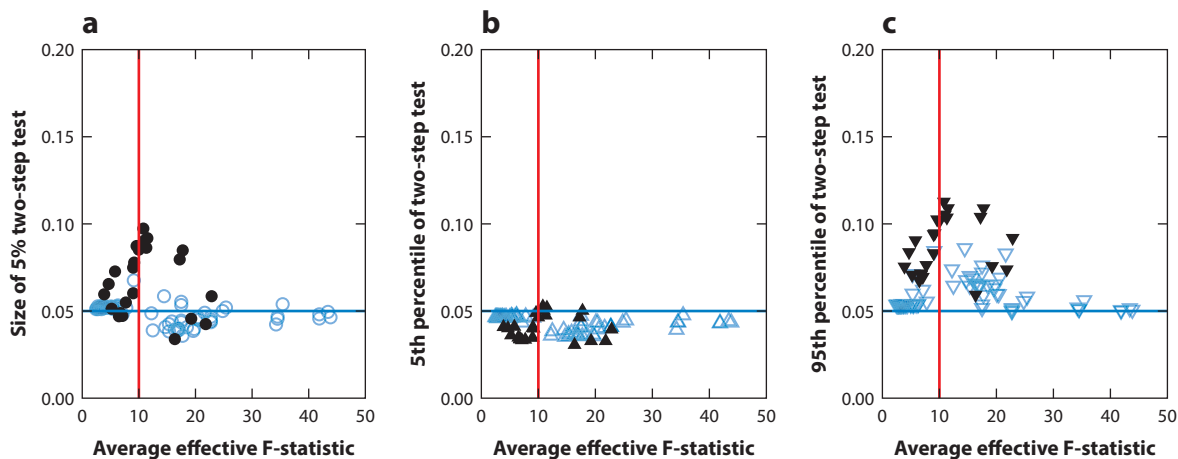 a
Size of 5% two-step test
0.20
0.15
0.10
0.05
0.00
0 10 20 30 40 50
Average effective F-statistic
b
5th percentile of two-step test
0.20
0.15
0.10
0.05
0.00
0 10 20 30 40 50
Average effective F-statistic
c
95th percentile of two-step test
0.20
0.15
0.10
0.05
0.00
0 10 20 30 40 50
Average effective F-statistic